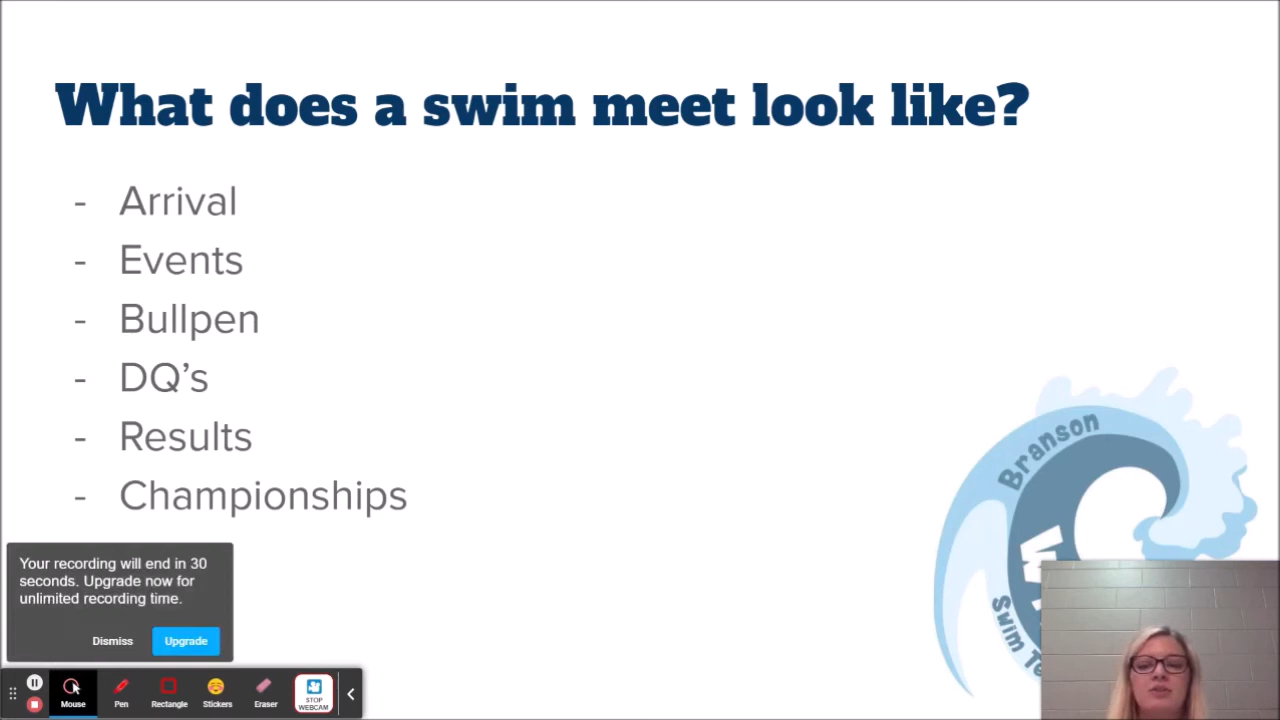 What does a swim meet look like?
- Arrival
- Events
- Bullpen
- DQ's
- Results
- Championships
Branson
Swim
Your recording will end in 30
seconds. Upgrade now for
unlimited recording time.
Dismiss
Upgrade
Mouse
Pen
Rectangle
Stickers
STOP
WEBCAM
Eraser